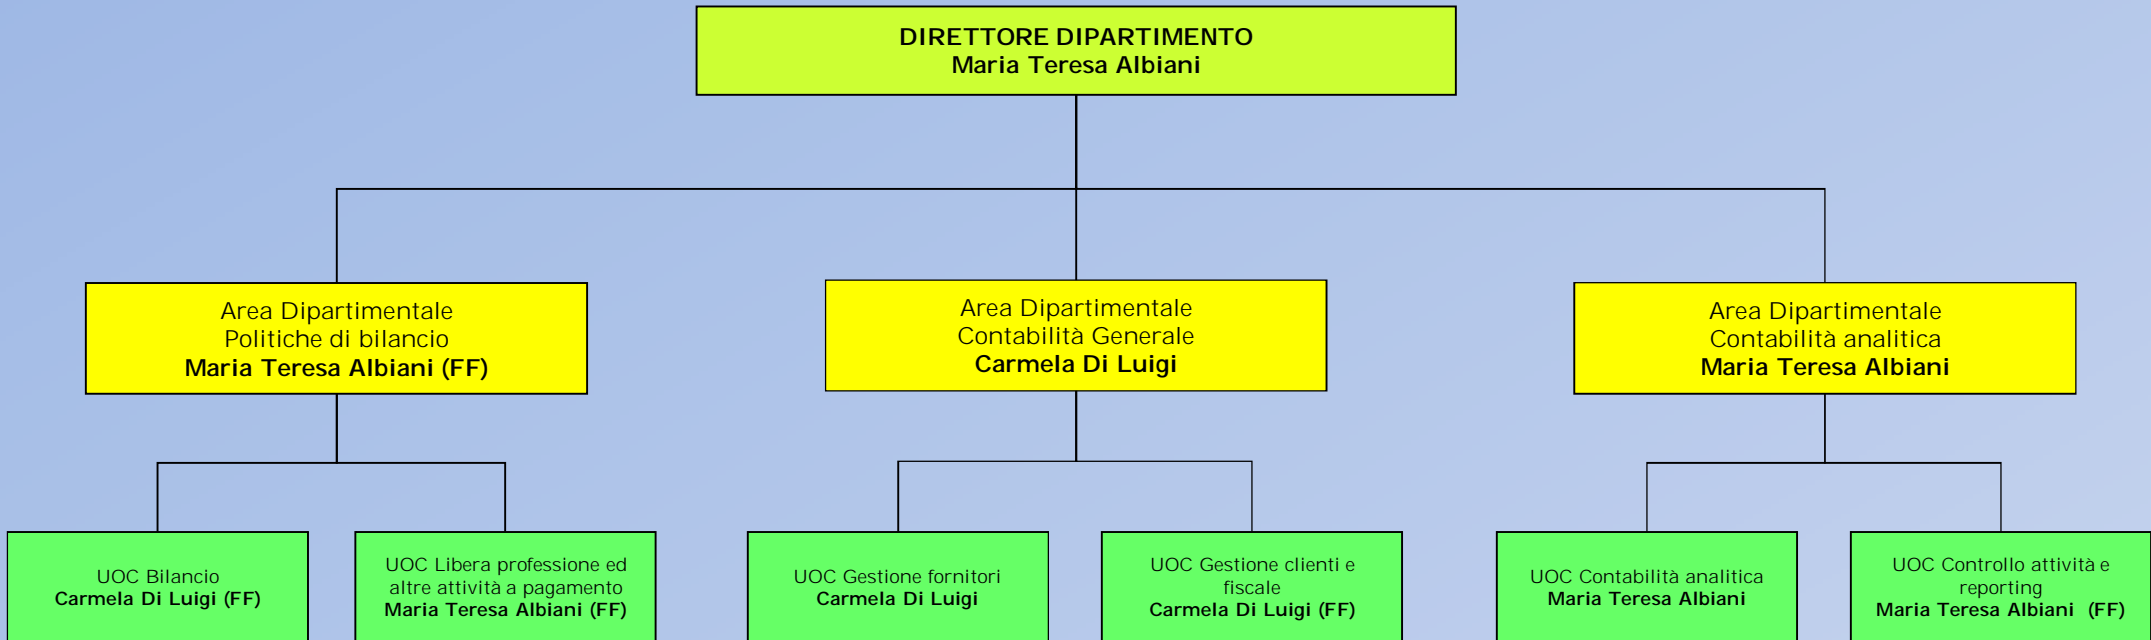 DIRETTORE DIPARTIMENTO
Maria Teresa Albiani
Area Dipartimentale
Politiche di bilancio
Maria Teresa Albiani (FF)
Area Dipartimentale
Contabilità Generale
Carmela Di Luigi
Area Dipartimentale
Contabilità analitica
Maria Teresa Albiani
UOC Bilancio
Carmela Di Luigi (FF)
UOC Libera professione ed
altre attività a pagamento
Maria Teresa Albiani (FF)
UOC Gestione fornitori
Carmela Di Luigi
UOC Gestione clienti e
fiscale
Carmela Di Luigi (FF)
UOC Contabilità analitica
Maria Teresa Albiani
UOC Controllo attività e
reporting
Maria Teresa Albiani (FF)